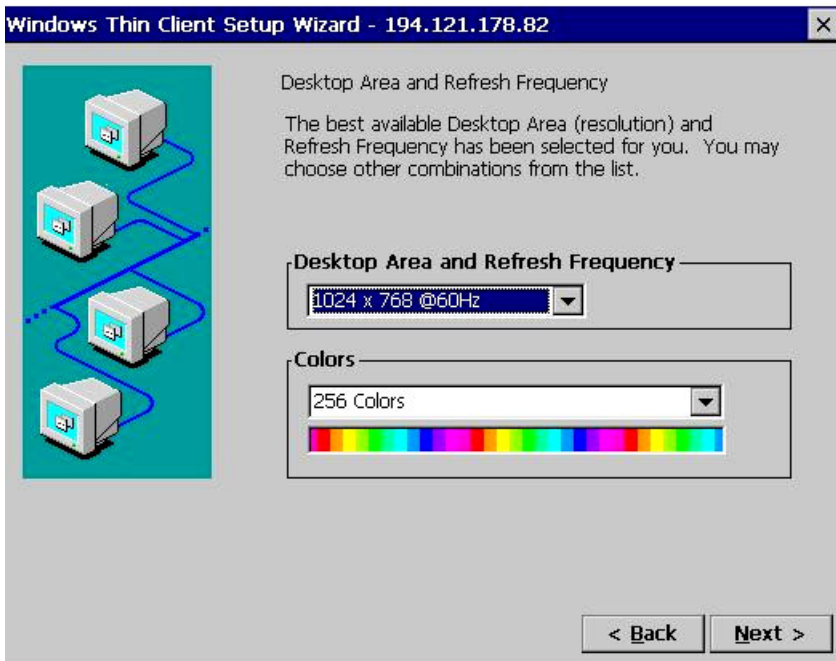 Windows Thin Client Setup Wizard - 194.121.178.82
Desktop Area and Refresh Frequency
The best available Desktop Area (resolution) and
Refresh Frequency has been selected for you.  You may
choose other combinations from the list.
Desktop Area and Refresh Frequency
1024 x 768 @60Hz
Colors
256 Colors
< Back
Next >